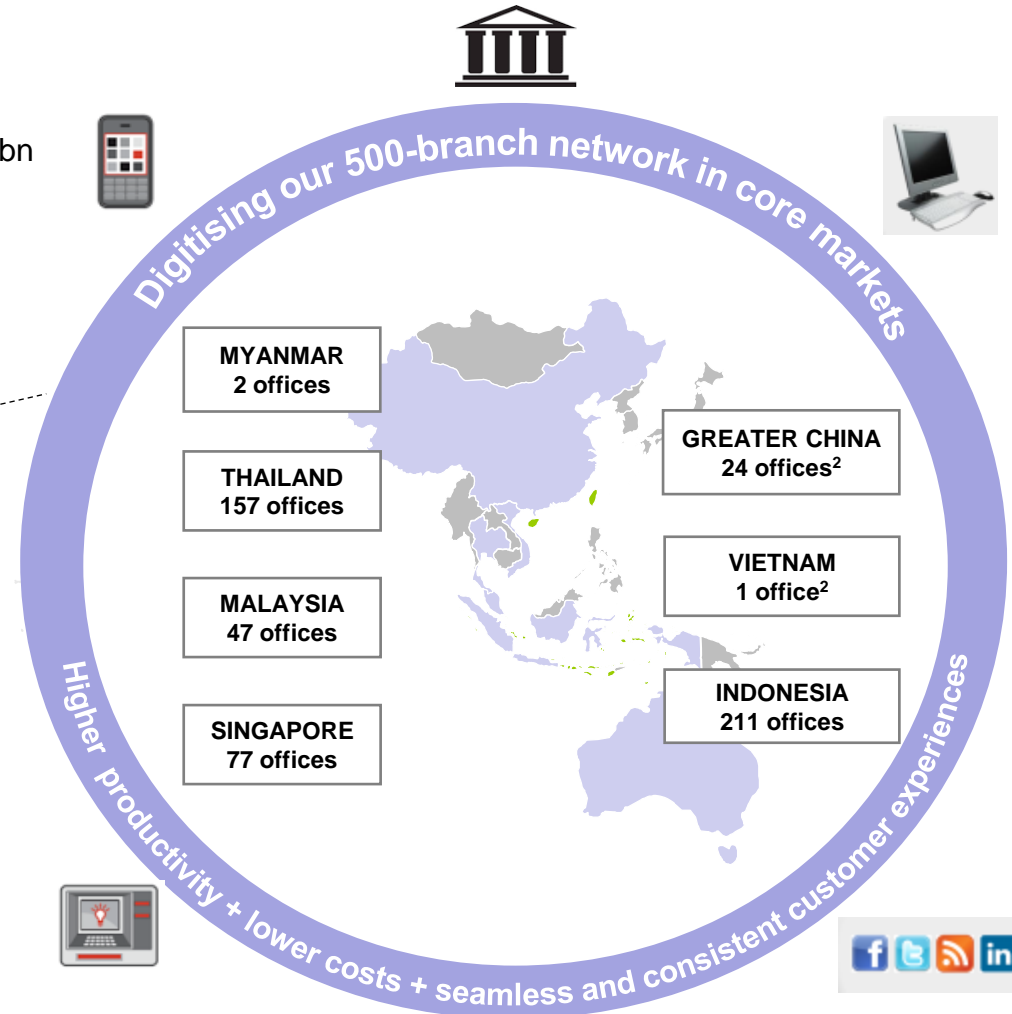 bn
Digitising our 500-branch network in core markets
MYANMAR
2 offices
THAILAND
157 offices
MALAYSIA
47 offices
SINGAPORE
77 offices
GREATER CHINA
24 offices²
VIETNAM
1 office²
INDONESIA
211 offices
Higher productivity + lower costs + seamless and consistent customer experiences
f
t
in